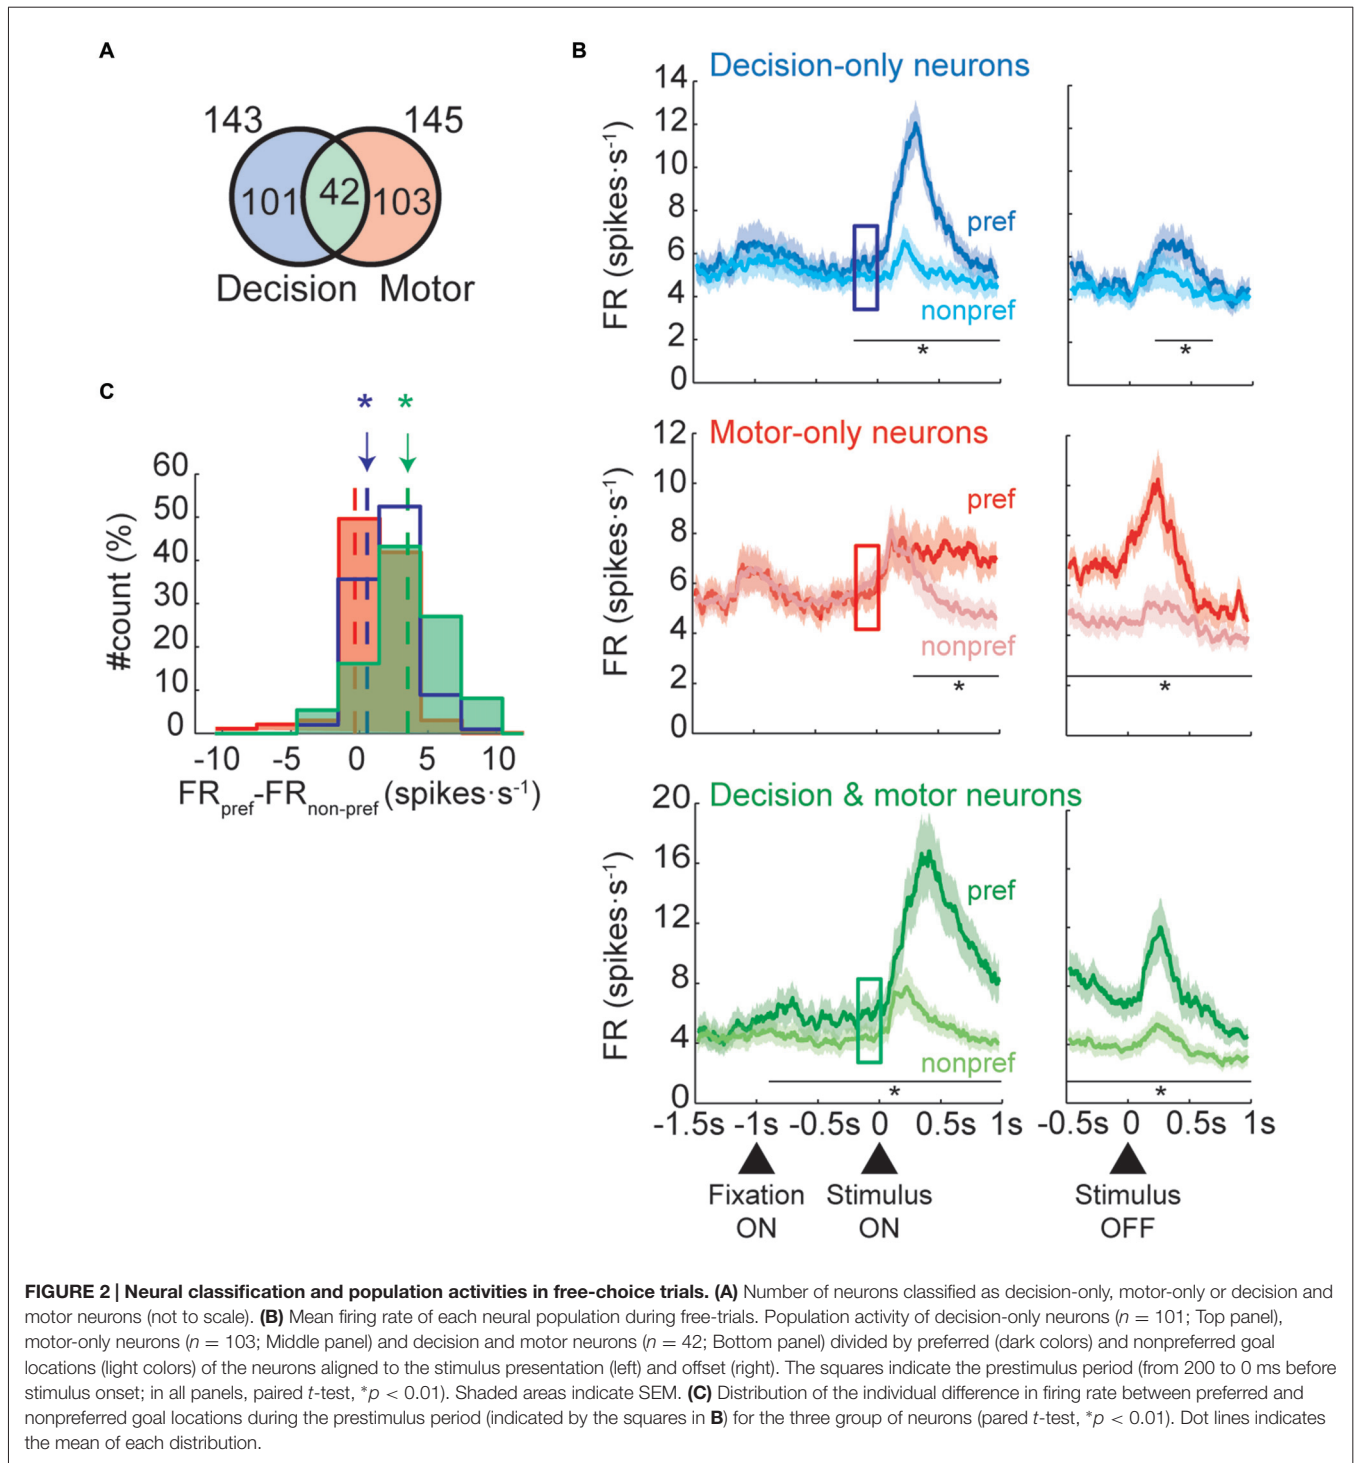 A
143
145
101
42
103
Decision
Motor
B
Decision-only neurons
14
12
10
8
6
4
2
0
FR (spikes·s-1)
pref
nonpref
*
*
Motor-only neurons
12
10
8
6
4
2
0
FR (spikes·s-1)
pref
nonpref
*
*
Decision & motor neurons
20
16
12
8
4
0
FR (spikes·s-1)
pref
nonpref
*
*
-1.5s -1s -0.5s 0 0.5s 1s
-0.5s 0 0.5s 1s
Fixation
ON
Stimulus
ON
Stimulus
OFF
C
*
*
60
50
40
30
20
10
0
#count (%)
-10 -5 0 5 10
FRpref-FRnon-pref (spikes·s-1)
FIGURE 2 | Neural classification and population activities in free-choice trials. (A) Number of neurons classified as decision-only, motor-only or decision and
motor neurons (not to scale). (B) Mean firing rate of each neural population during free-trials. Population activity of decision-only neurons (n = 101; Top panel),
motor-only neurons (n = 103; Middle panel) and decision and motor neurons (n = 42; Bottom panel) divided by preferred (dark colors) and nonpreferred goal
locations (light colors) of the neurons aligned to the stimulus presentation (left) and offset (right). The squares indicate the prestimulus period (from 200 to 0 ms before
stimulus onset; in all panels, paired t-test, *p < 0.01). Shaded areas indicate SEM. (C) Distribution of the individual difference in firing rate between preferred and
nonpreferred goal locations during the prestimulus period (indicated by the squares in B) for the three group of neurons (pared t-test, *p < 0.01). Dot lines indicates
the mean of each distribution.